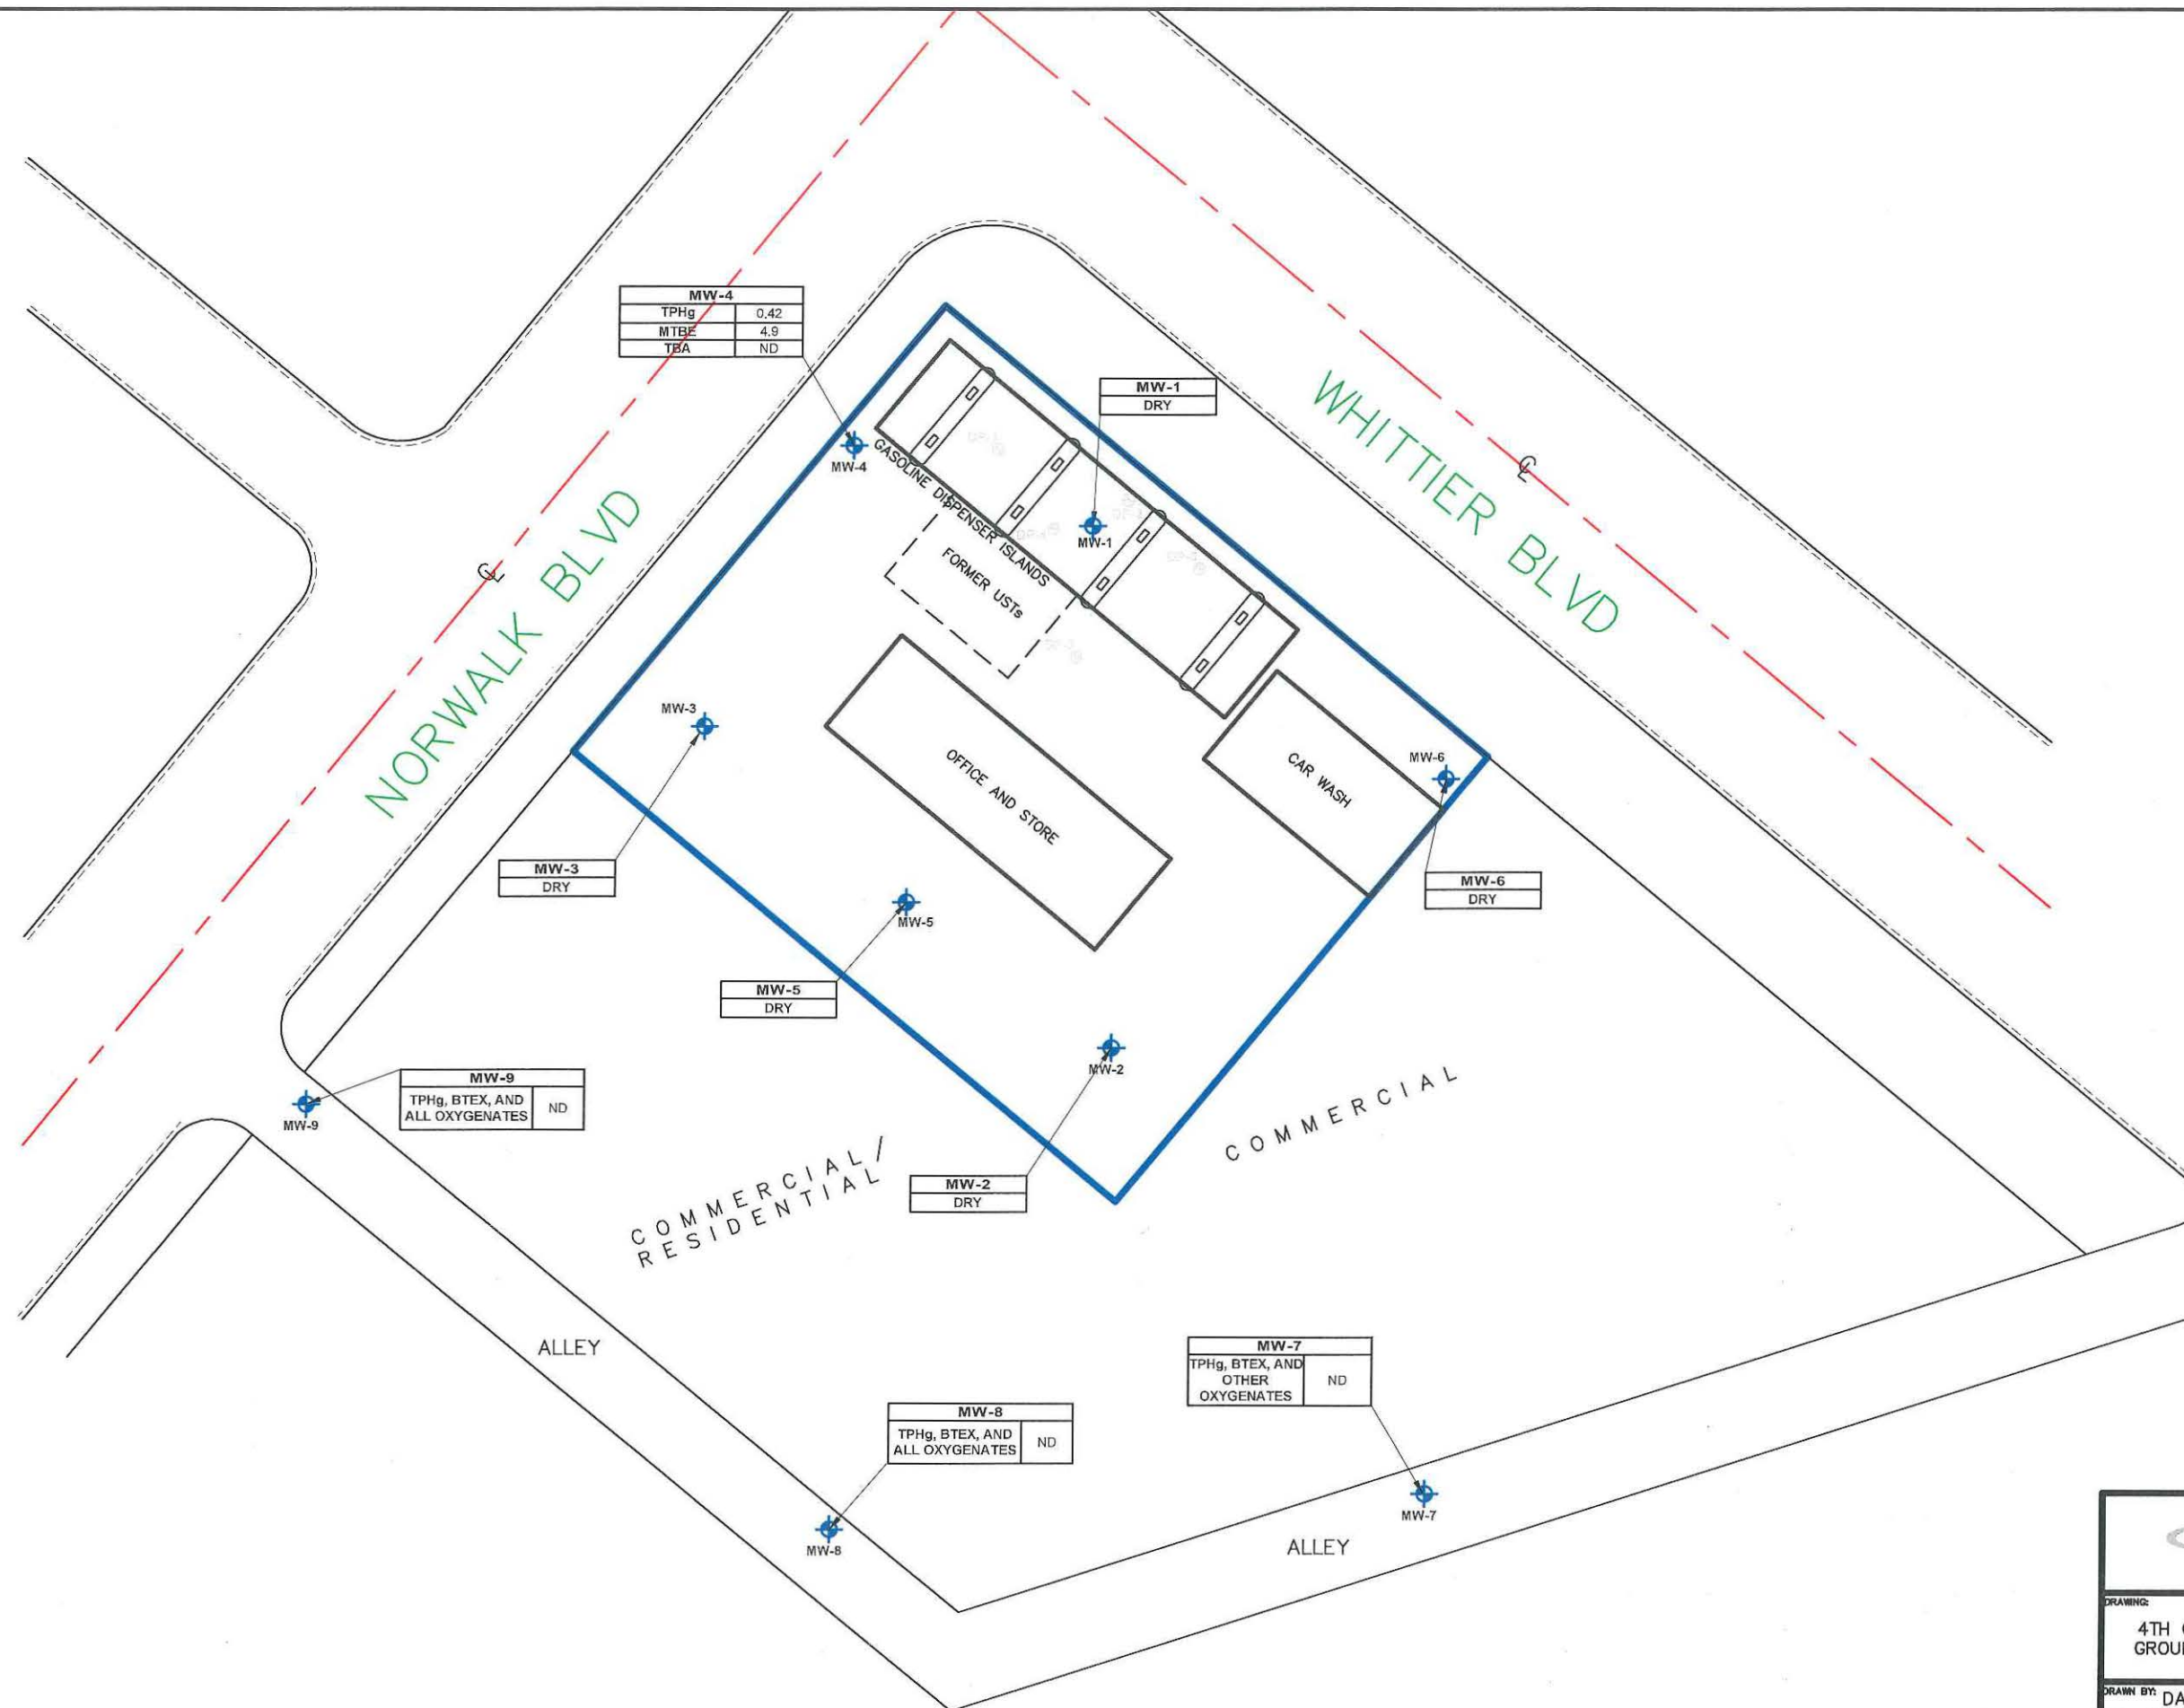 MW-4
TPHg 0.42
MTBE 4.9
TBA ND
MW-1
DRY
MW-4
GASOLINE DISPENSER ISLANDS
MW-1
FORMER USTs
WHITTIER BLVD
℄
NORWALK BLVD
℄
MW-3
OFFICE AND STORE
CAR WASH
MW-6
MW-3
DRY
MW-6
DRY
MW-5
MW-5
DRY
MW-2
MW-9
TPHg, BTEX, AND
ALL OXYGENATES
ND
MW-9
COMMERCIAL
COMMERCIAL/
RESIDENTIAL
MW-2
DRY
ALLEY
MW-7
TPHg, BTEX, AND
OTHER
OXYGENATES
ND
MW-8
TPHg, BTEX, AND
ALL OXYGENATES
ND
MW-7
MW-8
ALLEY
DRAWING:
4TH
GROU
DRAWN BY: DA